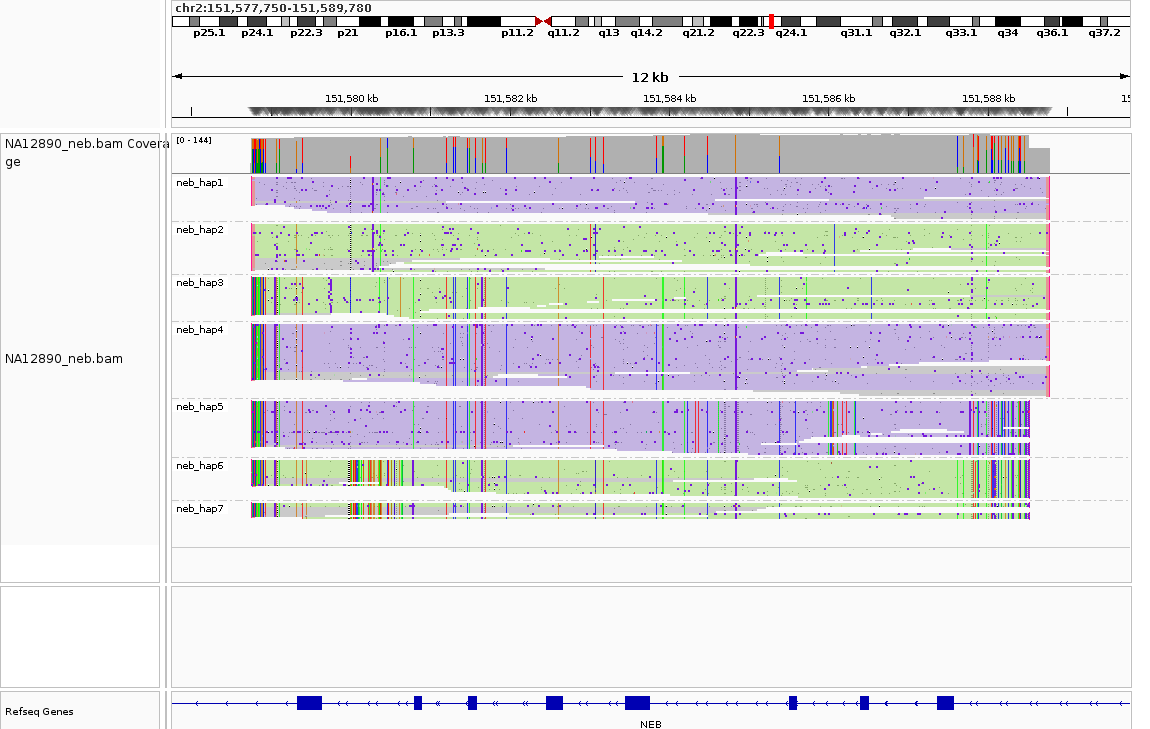 chr2:151,577,750-151,589,780
p25.1 p24.1 p22.3 p21 p16.1 p13.3 p11.2 q11.2 q13 q14.2 q21.2 q22.3 q24.1 q31.1 q32.1 q33.1 q34 q36.1 q37.2
12 kb
151,580 kb 151,582 kb 151,584 kb 151,586 kb 151,588 kb 15
NA12890_neb.bam Covera
ge
[0 - 144]
neb_hap1
neb_hap2
neb_hap3
neb_hap4
NA12890_neb.bam
neb_hap5
neb_hap6
neb_hap7
Refseq Genes
NEB